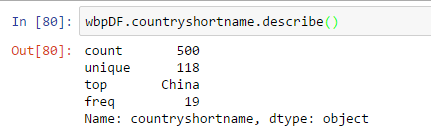 In [80]: wbpDF.countryshortname.describe()
Out[80]: count 500
unique 118
top China
freq 19
Name: countryshortname, dtype: object